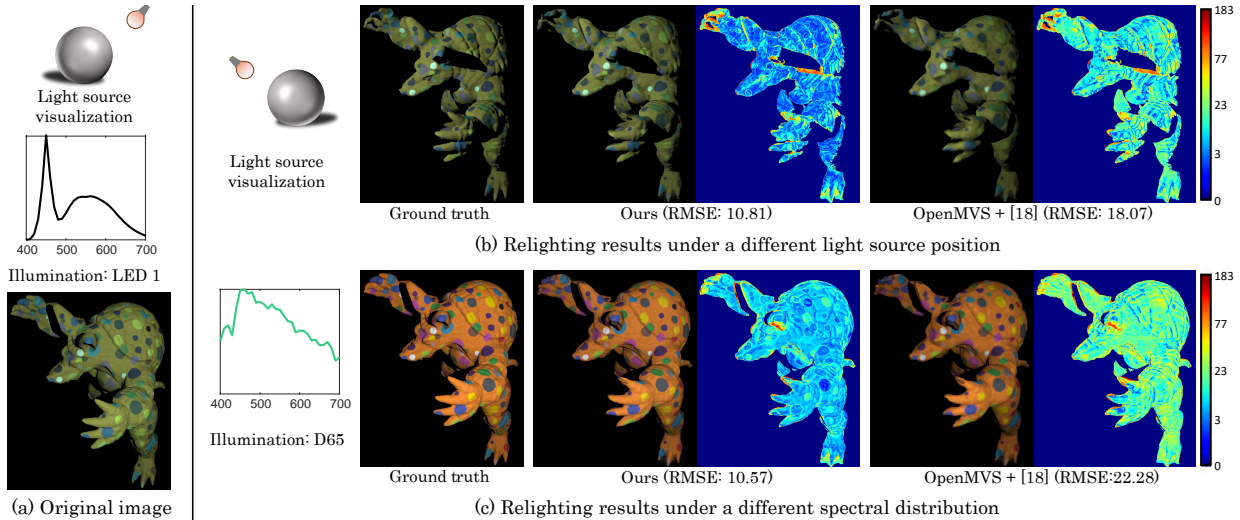 Light source
visualization
400 500 600 700
Illumination: LED 1
(a) Original image
Light source
visualization
Ground truth
Ours (RMSE: 10.81)
OpenMVS + [18] (RMSE: 18.07)
183
77
23
3
0
(b) Relighting results under a different light source position
400 500 600 700
Illumination: D65
Ground truth
Ours (RMSE: 10.57)
OpenMVS + [18] (RMSE:22.28)
183
77
23
3
0
(c) Relighting results under a different spectral distribution